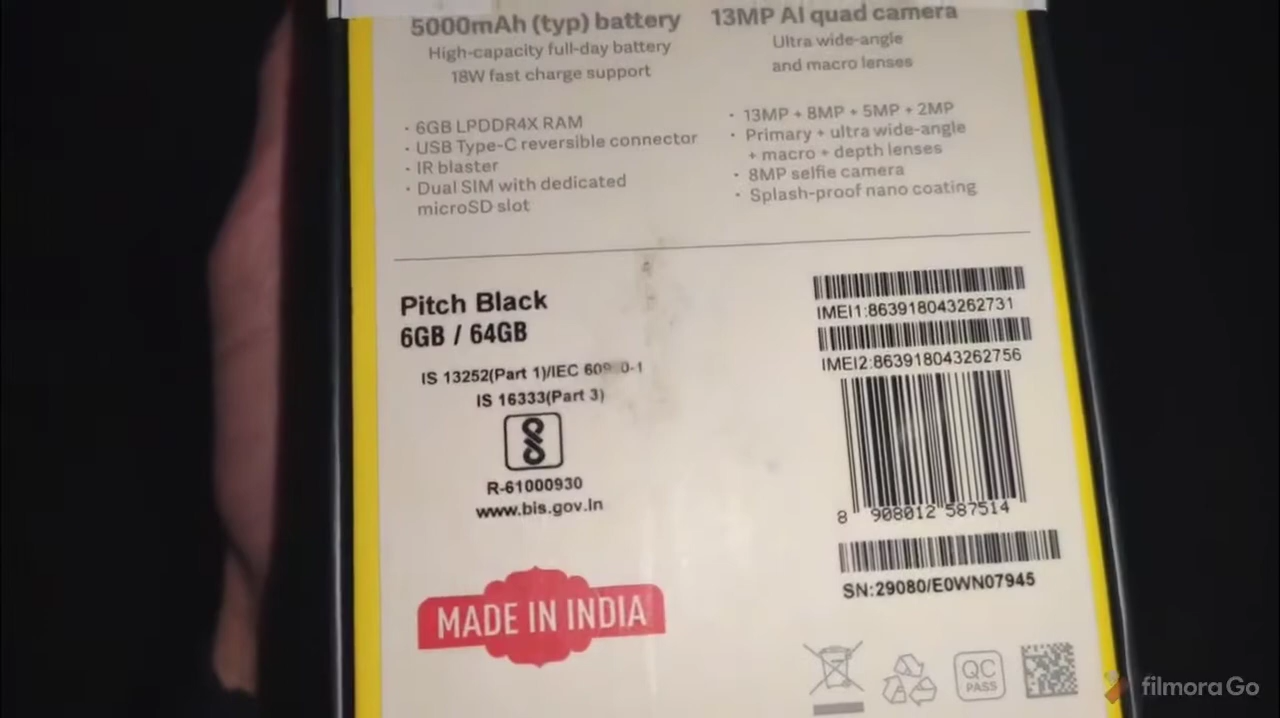 5000mAh (typ) battery
High-capacity full-day battery
18W fast charge support
13MP AI quad camera
Ultra wide-angle
and macro lenses
· 6GB LPDDR4X RAM
· USB Type-C reversible connector
· IR blaster
· Dual SIM with dedicated
microSD slot
· 13MP + 8MP + 5MP + 2MP
· Primary + ultra wide-angle
+ macro + depth lenses
· 8MP selfie camera
· Splash-proof nano coating
Pitch Black
6GB / 64GB
IS 13252(Part 1)/IEC
IS 16333(Part 3)
R-61000930
www.bis.gov.in
MADE IN INDIA
IMEI1:863918043262731
IMEI2:863918043262756
8 908012 587514
SN:29080/E0WN07945
QC
PASS
filmora Go